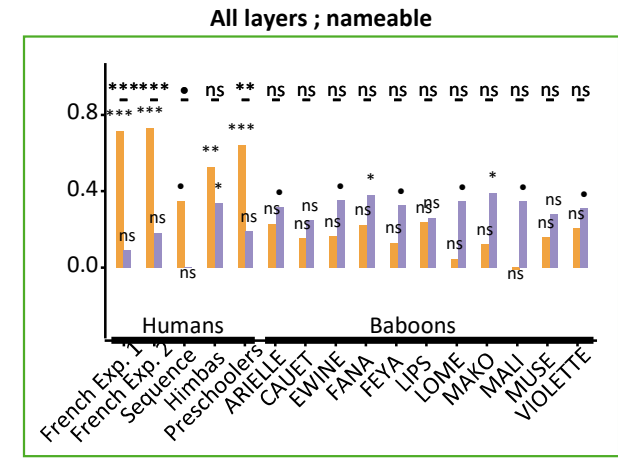 All layers ; nameable
*** *** • ns ** ns ns ns ns ns ns ns ns ns ns ns
0.8
*** *** • ** ***
ns ns ns * ns
ns • ns ns ns • ns * ns • ns ns ns • ns * ns • ns ns ns •
0.4
0.0
Humans
Baboons
French Exp. 1
French Exp. 2
Sequence
Himbas
Preschoolers
ARIELLE
CAUET
EWINE
FANA
FEYA
LIPS
LOME
MAKO
MALI
MUSE
VIOLETTE